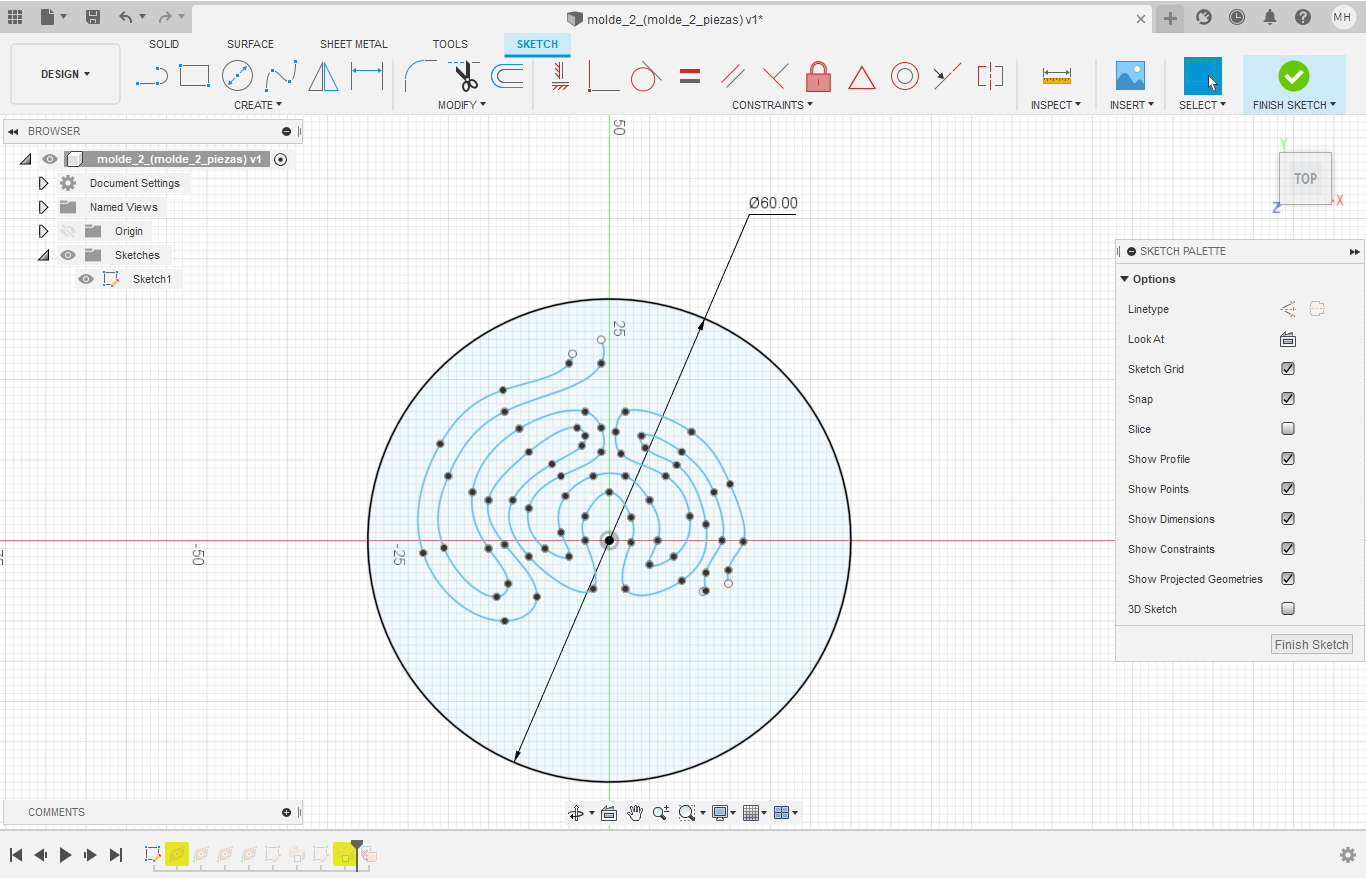 molde_2_(molde_2_piezas) v1*
MH
SOLID
SURFACE
SHEET METAL
TOOLS
SKETCH
DESIGN
CREATE
MODIFY
CONSTRAINTS
INSPECT
INSERT
SELECT
FINISH SKETCH
BROWSER
molde_2_(molde_2_piezas) v1
Document Settings
Named Views
Origin
Sketches
Sketch1
50
25
-25
-50
Ø60.00
Y
TOP
X
Z
SKETCH PALETTE
Options
Linetype
Look At
Sketch Grid
Snap
Slice
Show Profile
Show Points
Show Dimensions
Show Constraints
Show Projected Geometries
3D Sketch
Finish Sketch
COMMENTS